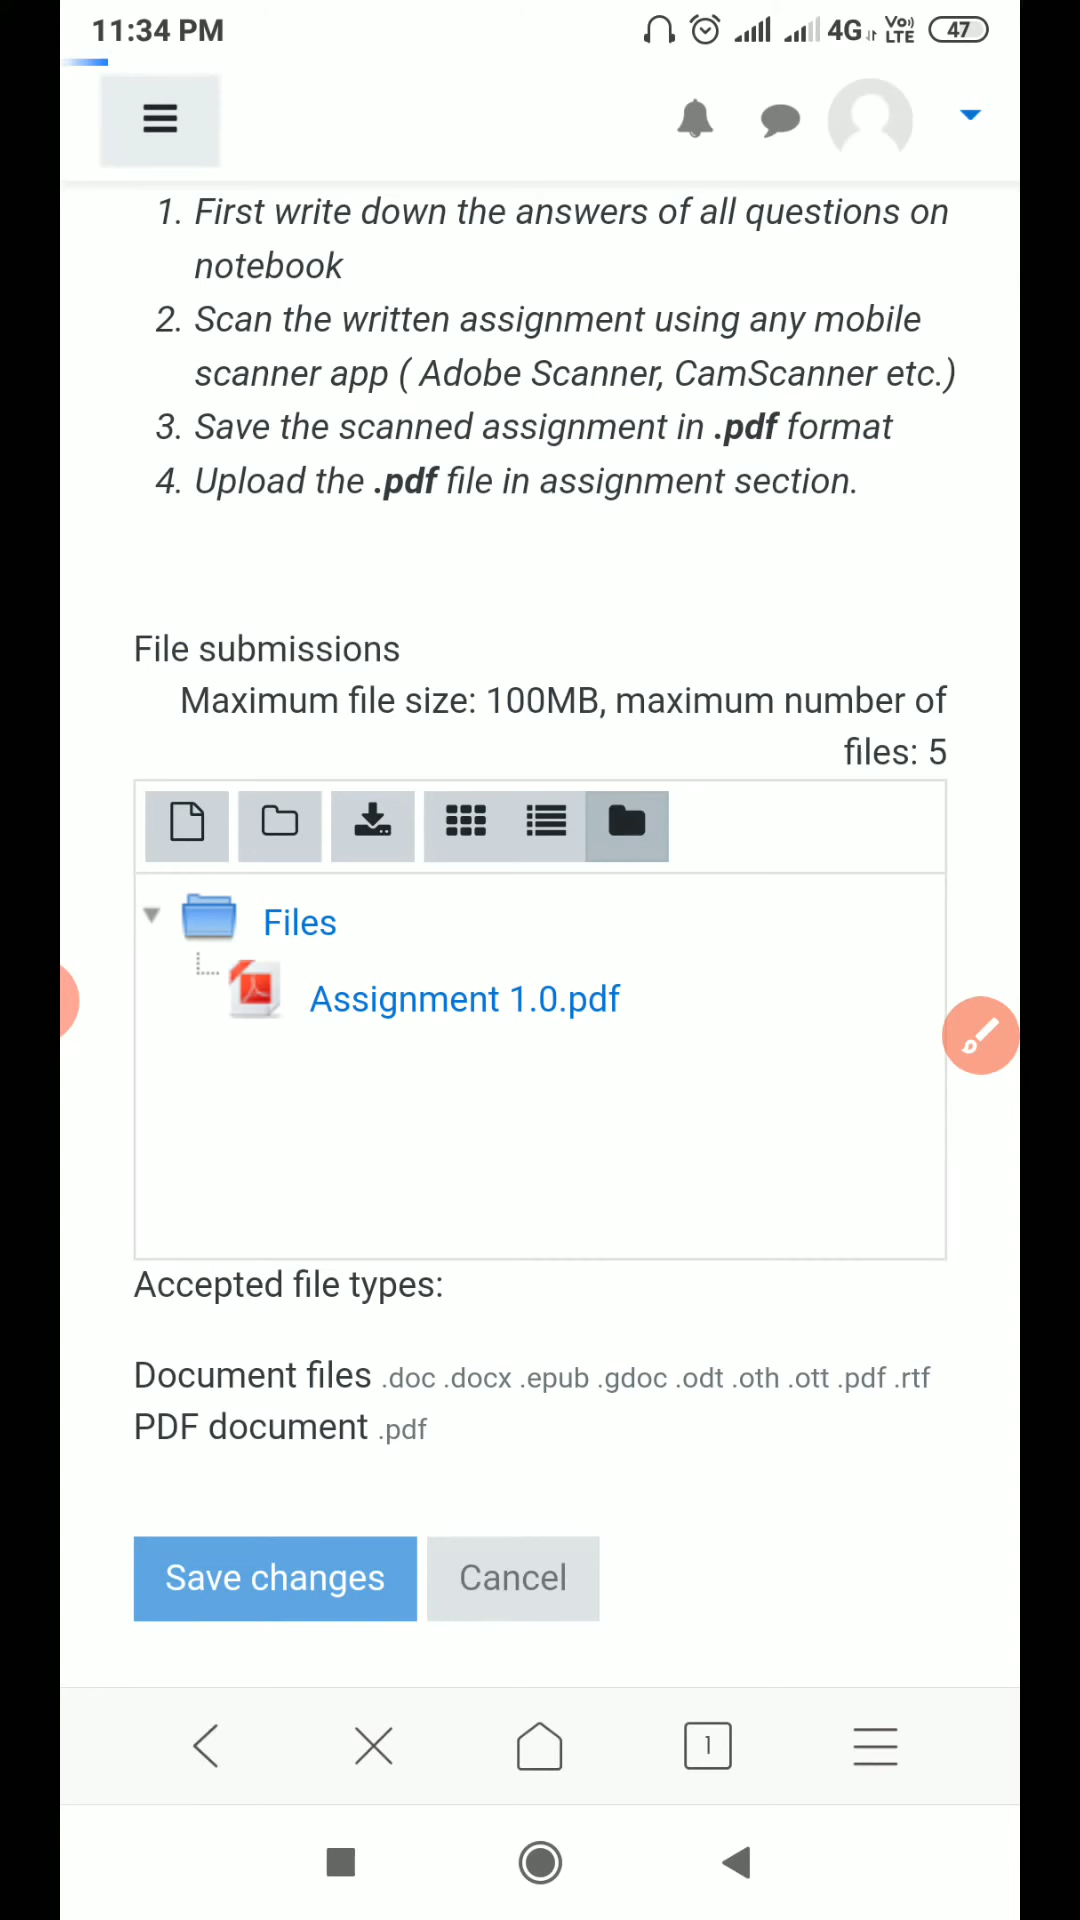 11:34 PM
4G Vo)) LTE 47
1. First write down the answers of all questions on
notebook
2. Scan the written assignment using any mobile
scanner app ( Adobe Scanner, CamScanner etc.)
3. Save the scanned assignment in .pdf format
4. Upload the .pdf file in assignment section.
File submissions
Maximum file size: 100MB, maximum number of
files: 5
Files
Assignment 1.0.pdf
Accepted file types:
Document files .doc .docx .epub .gdoc .odt .oth .ott .pdf .rtf
PDF document .pdf
Save changes Cancel
1